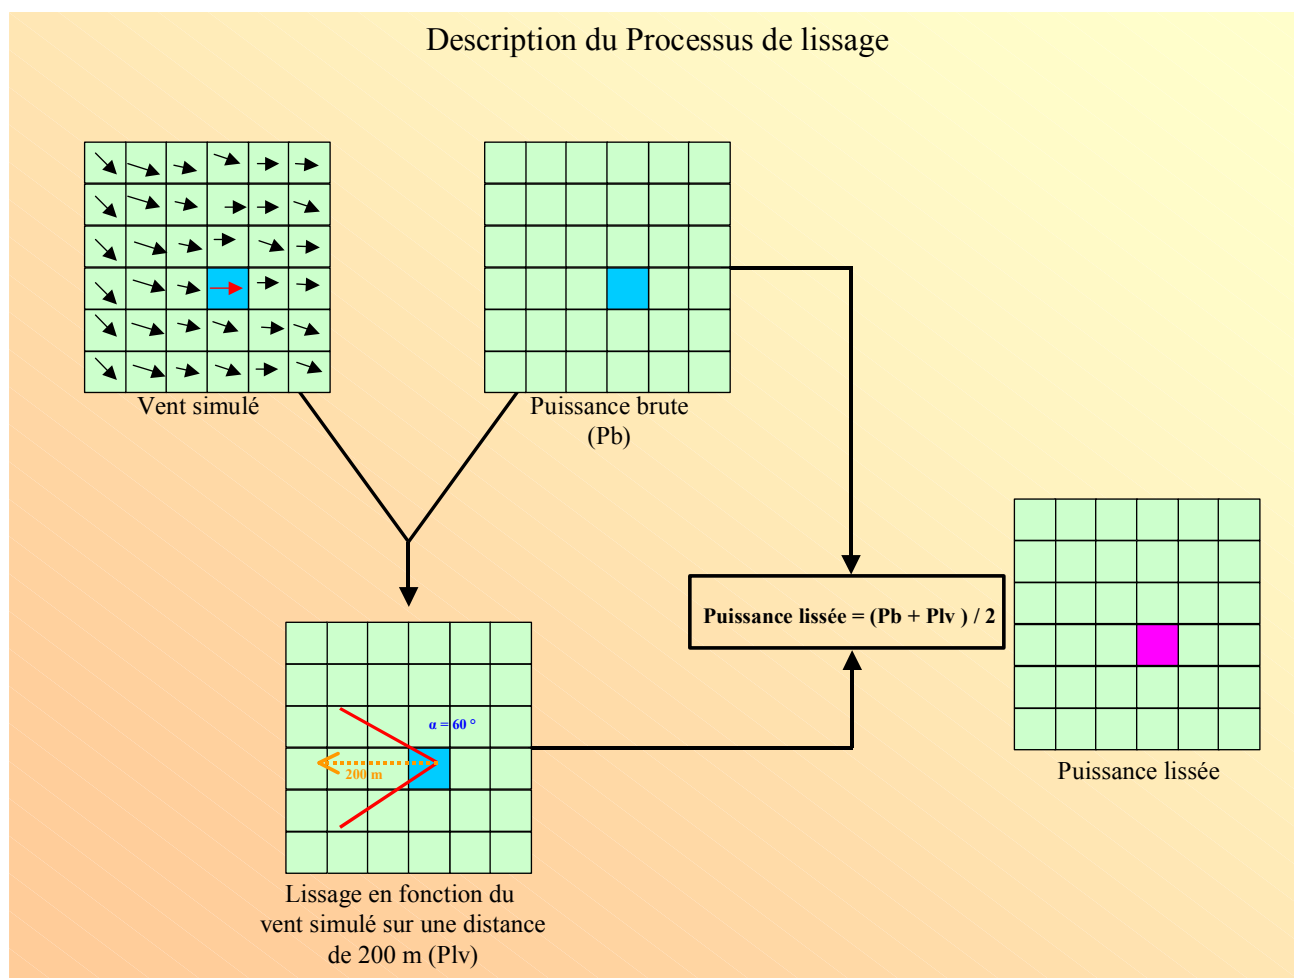 Description du Processus de lissage
Vent simulé
Puissance brute
(Pb)
Puissance lissée = (Pb + Plv ) / 2
α = 60 °
200 m
Puissance lissée
Lissage en fonction du
vent simulé sur une distance
de 200 m (Plv)